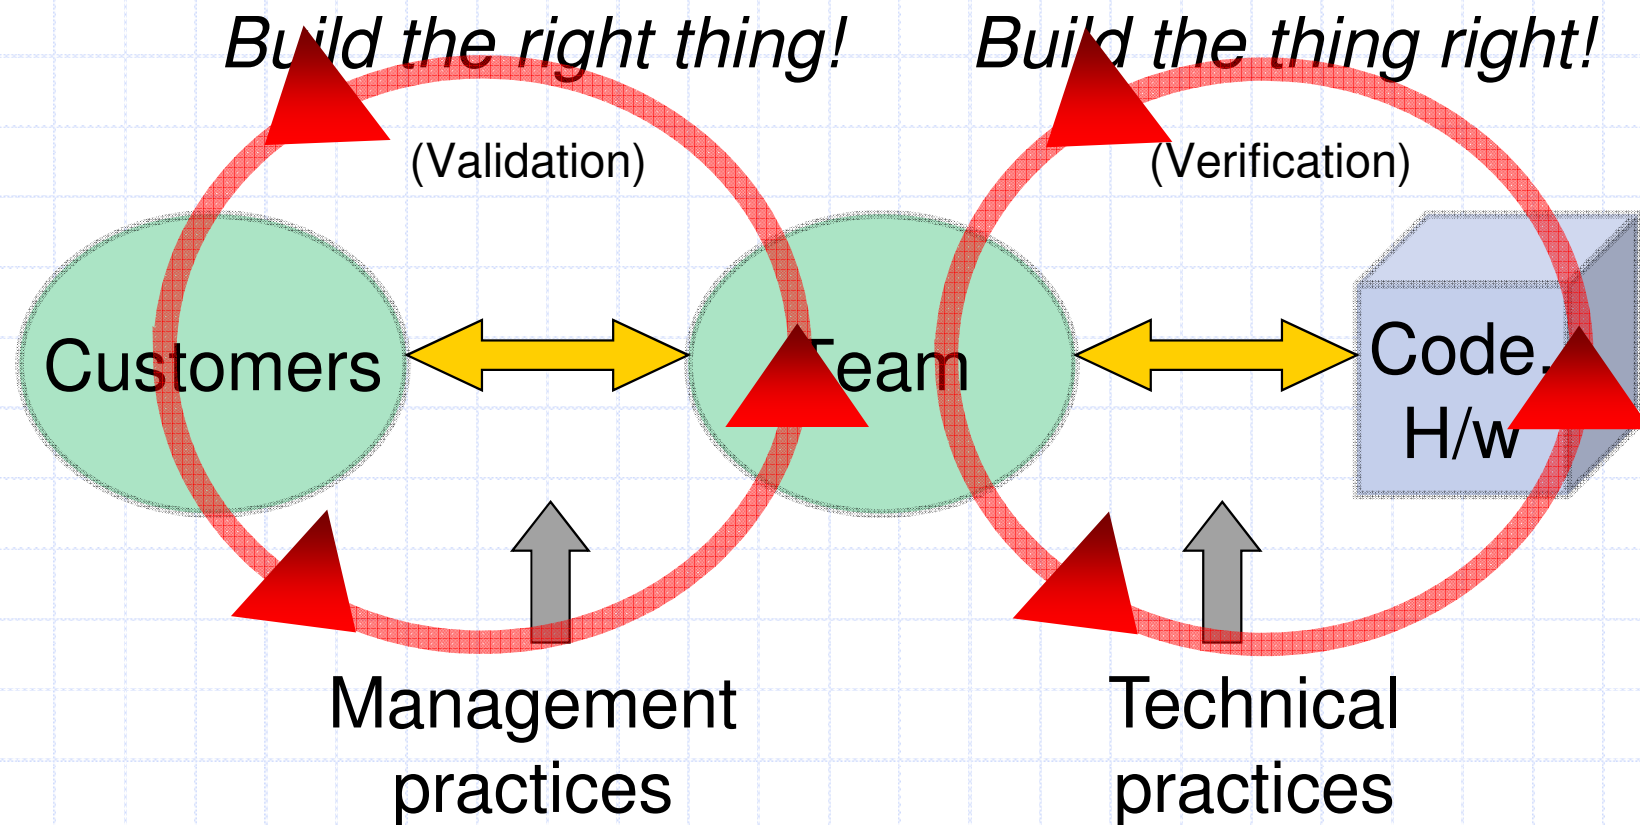 Build the right thing!
Build the thing right!
(Validation)
(Verification)
Customers
Team
Code,
H/w
Management
practices
Technical
practices